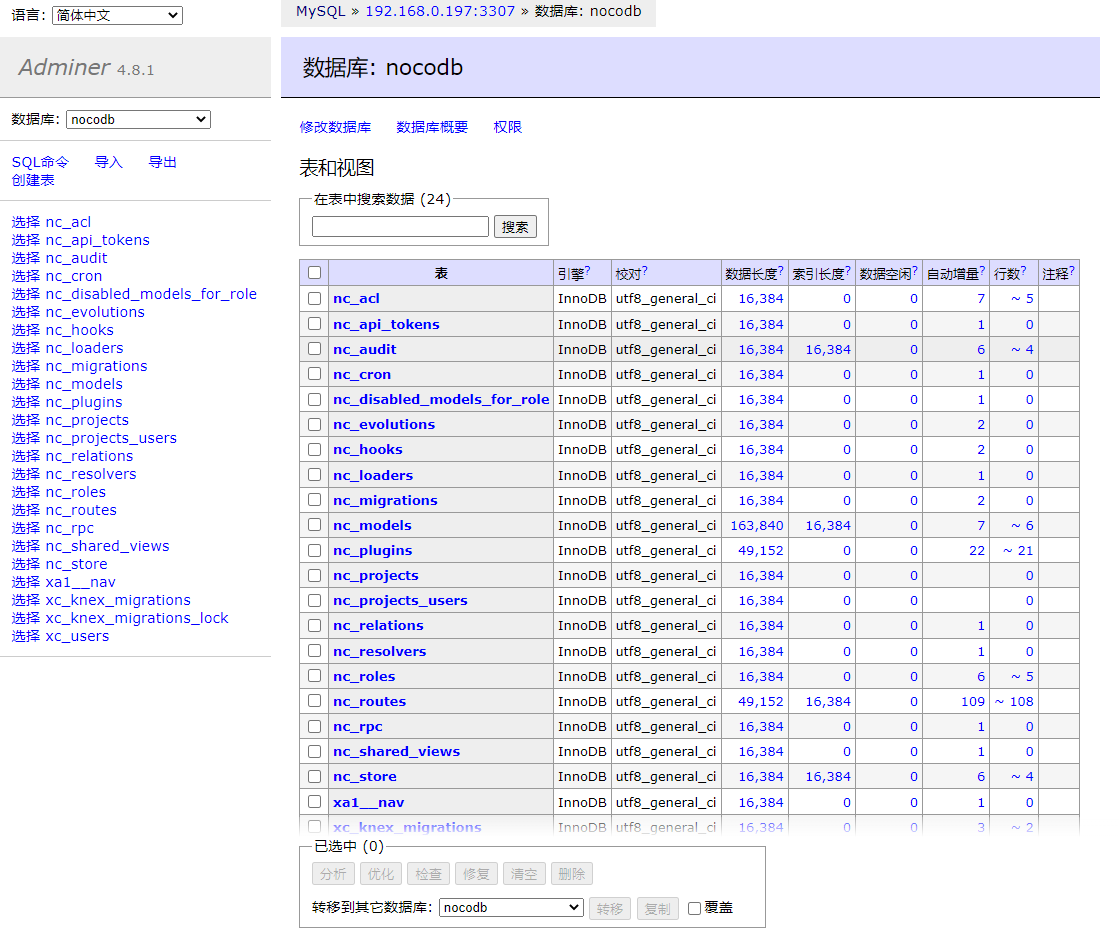 语言: 简体中文
MySQL » 192.168.0.197:3307 » 数据库: nocodb
Adminer 4.8.1
数据库: nocodb
数据库: nocodb
SQL命令 导入 导出
创建表
选择 nc_acl
选择 nc_api_tokens
选择 nc_audit
选择 nc_cron
选择 nc_disabled_models_for_role
选择 nc_evolutions
选择 nc_hooks
选择 nc_loaders
选择 nc_migrations
选择 nc_models
选择 nc_plugins
选择 nc_projects
选择 nc_projects_users
选择 nc_relations
选择 nc_resolvers
选择 nc_roles
选择 nc_routes
选择 nc_rpc
选择 nc_shared_views
选择 nc_store
选择 xa1__nav
选择 xc_knex_migrations
选择 xc_knex_migrations_lock
选择 xc_users
修改数据库 数据库概要 权限
表和视图
在表中搜索数据 (24)
搜索
表 引擎? 校对? 数据长度? 索引长度? 数据空闲? 自动增量? 行数? 注释?
nc_acl InnoDB utf8_general_ci 16,384 0 0 7 ~ 5
nc_api_tokens InnoDB utf8_general_ci 16,384 0 0 1 0
nc_audit InnoDB utf8_general_ci 16,384 16,384 0 6 ~ 4
nc_cron InnoDB utf8_general_ci 16,384 0 0 1 0
nc_disabled_models_for_role InnoDB utf8_general_ci 16,384 0 0 1 0
nc_evolutions InnoDB utf8_general_ci 16,384 0 0 2 0
nc_hooks InnoDB utf8_general_ci 16,384 0 0 2 0
nc_loaders InnoDB utf8_general_ci 16,384 0 0 1 0
nc_migrations InnoDB utf8_general_ci 16,384 0 0 2 0
nc_models InnoDB utf8_general_ci 163,840 16,384 0 7 ~ 6
nc_plugins InnoDB utf8_general_ci 49,152 0 0 22 ~ 21
nc_projects InnoDB utf8_general_ci 16,384 0 0 0
nc_projects_users InnoDB utf8_general_ci 16,384 0 0 0
nc_relations InnoDB utf8_general_ci 16,384 0 0 1 0
nc_resolvers InnoDB utf8_general_ci 16,384 0 0 1 0
nc_roles InnoDB utf8_general_ci 16,384 0 0 6 ~ 5
nc_routes InnoDB utf8_general_ci 49,152 16,384 0 109 ~ 108
nc_rpc InnoDB utf8_general_ci 16,384 0 0 1 0
nc_shared_views InnoDB utf8_general_ci 16,384 0 0 1 0
nc_store InnoDB utf8_general_ci 16,384 16,384 0 6 ~ 4
xa1__nav InnoDB utf8_general_ci 16,384 0 0 1 0
xc_knex_migrations InnoDB utf8_general_ci 16,384 0 0 3 ~ 2
已选中 (0)
分析 优化 检查 修复 清空 删除
转移到其它数据库: nocodb 转移 复制 覆盖